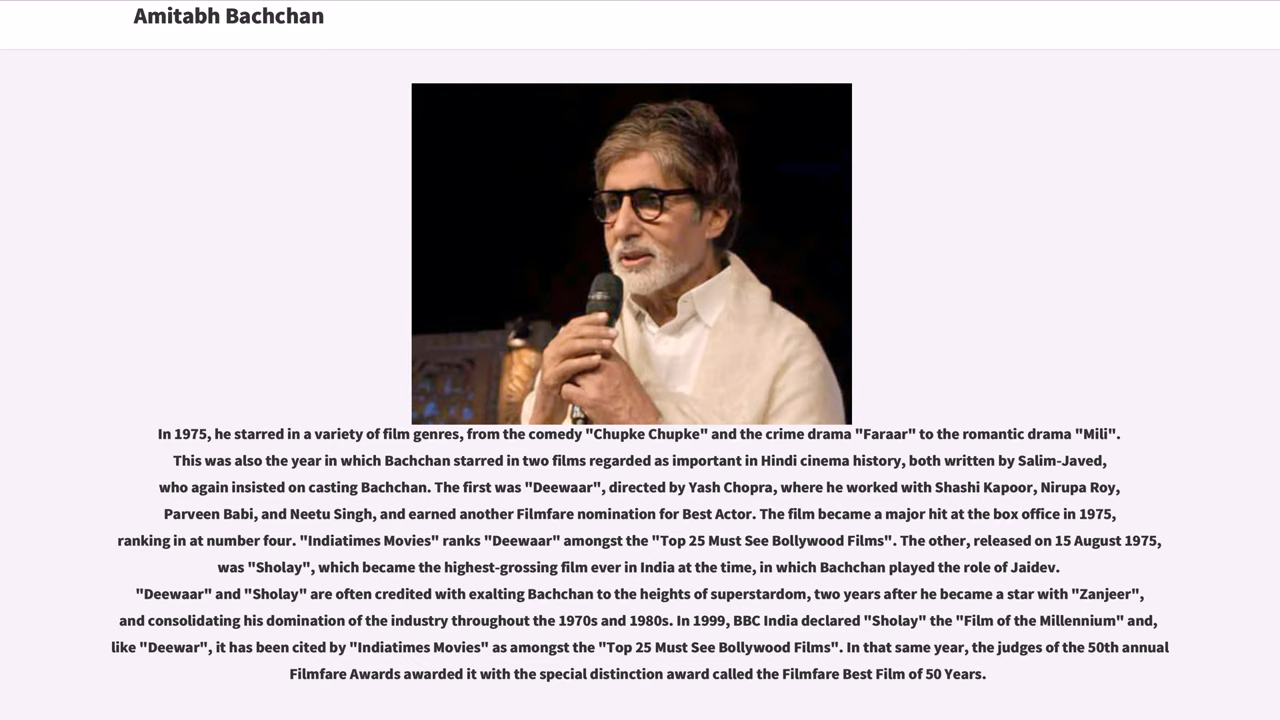 Amitabh Bachchan
In 1975, he starred in a variety of film genres, from the comedy "Chupke Chupke" and the crime drama "Faraar" to the romantic drama "Mili".
This was also the year in which Bachchan starred in two films regarded as important in Hindi cinema history, both written by Salim-Javed,
who again insisted on casting Bachchan. The first was "Deewaar", directed by Yash Chopra, where he worked with Shashi Kapoor, Nirupa Roy,
Parveen Babi, and Neetu Singh, and earned another Filmfare nomination for Best Actor. The film became a major hit at the box office in 1975,
ranking in at number four. "Indiatimes Movies" ranks "Deewaar" amongst the "Top 25 Must See Bollywood Films". The other, released on 15 August 1975,
was "Sholay", which became the highest-grossing film ever in India at the time, in which Bachchan played the role of Jaidev.
"Deewaar" and "Sholay" are often credited with exalting Bachchan to the heights of superstardom, two years after he became a star with "Zanjeer",
and consolidating his domination of the industry throughout the 1970s and 1980s. In 1999, BBC India declared "Sholay" the "Film of the Millennium" and,
like "Deewar", it has been cited by "Indiatimes Movies" as amongst the "Top 25 Must See Bollywood Films". In that same year, the judges of the 50th annual
Filmfare Awards awarded it with the special distinction award called the Filmfare Best Film of 50 Years.